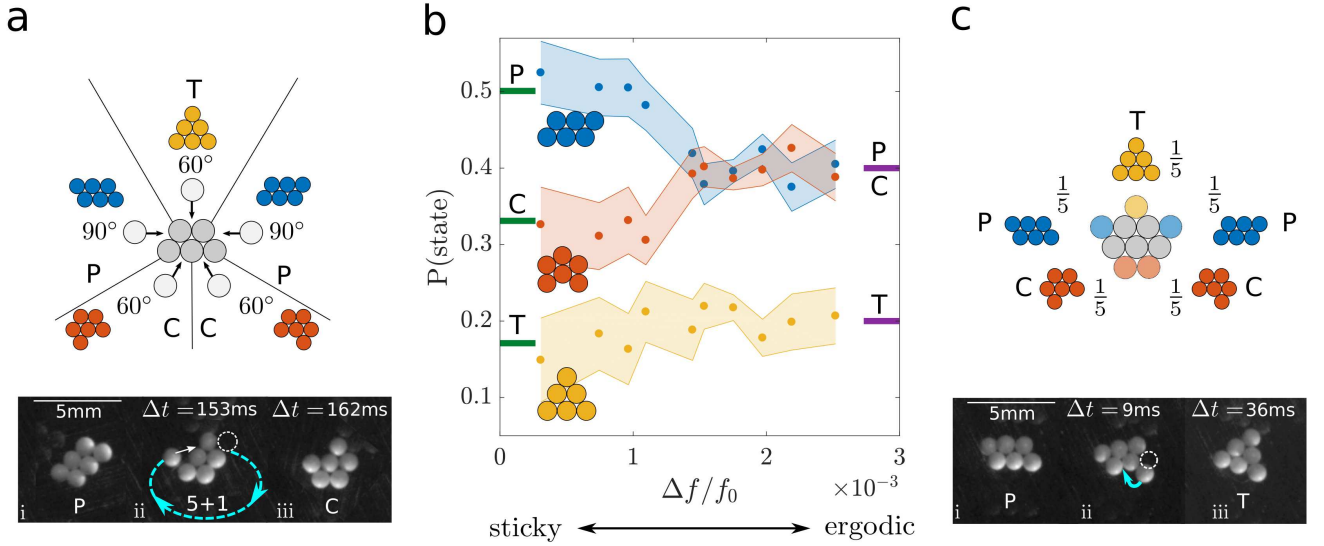 a
T
60°
90°
90°
P
P
60°
60°
C
C
5mm
Δt = 153ms
Δt = 162ms
P
5+1
C
i
ii
iii
b
P(state)
0.5
0.4
0.3
0.2
0.1
P
C
T
P
C
T
0
1
2
3
Δf/f₀
×10⁻³
sticky
ergodic
c
T
1/5
1/5
1/5
P
P
C
1/5
1/5
C
5mm
Δt = 9ms
Δt = 36ms
P
T
i
ii
iii